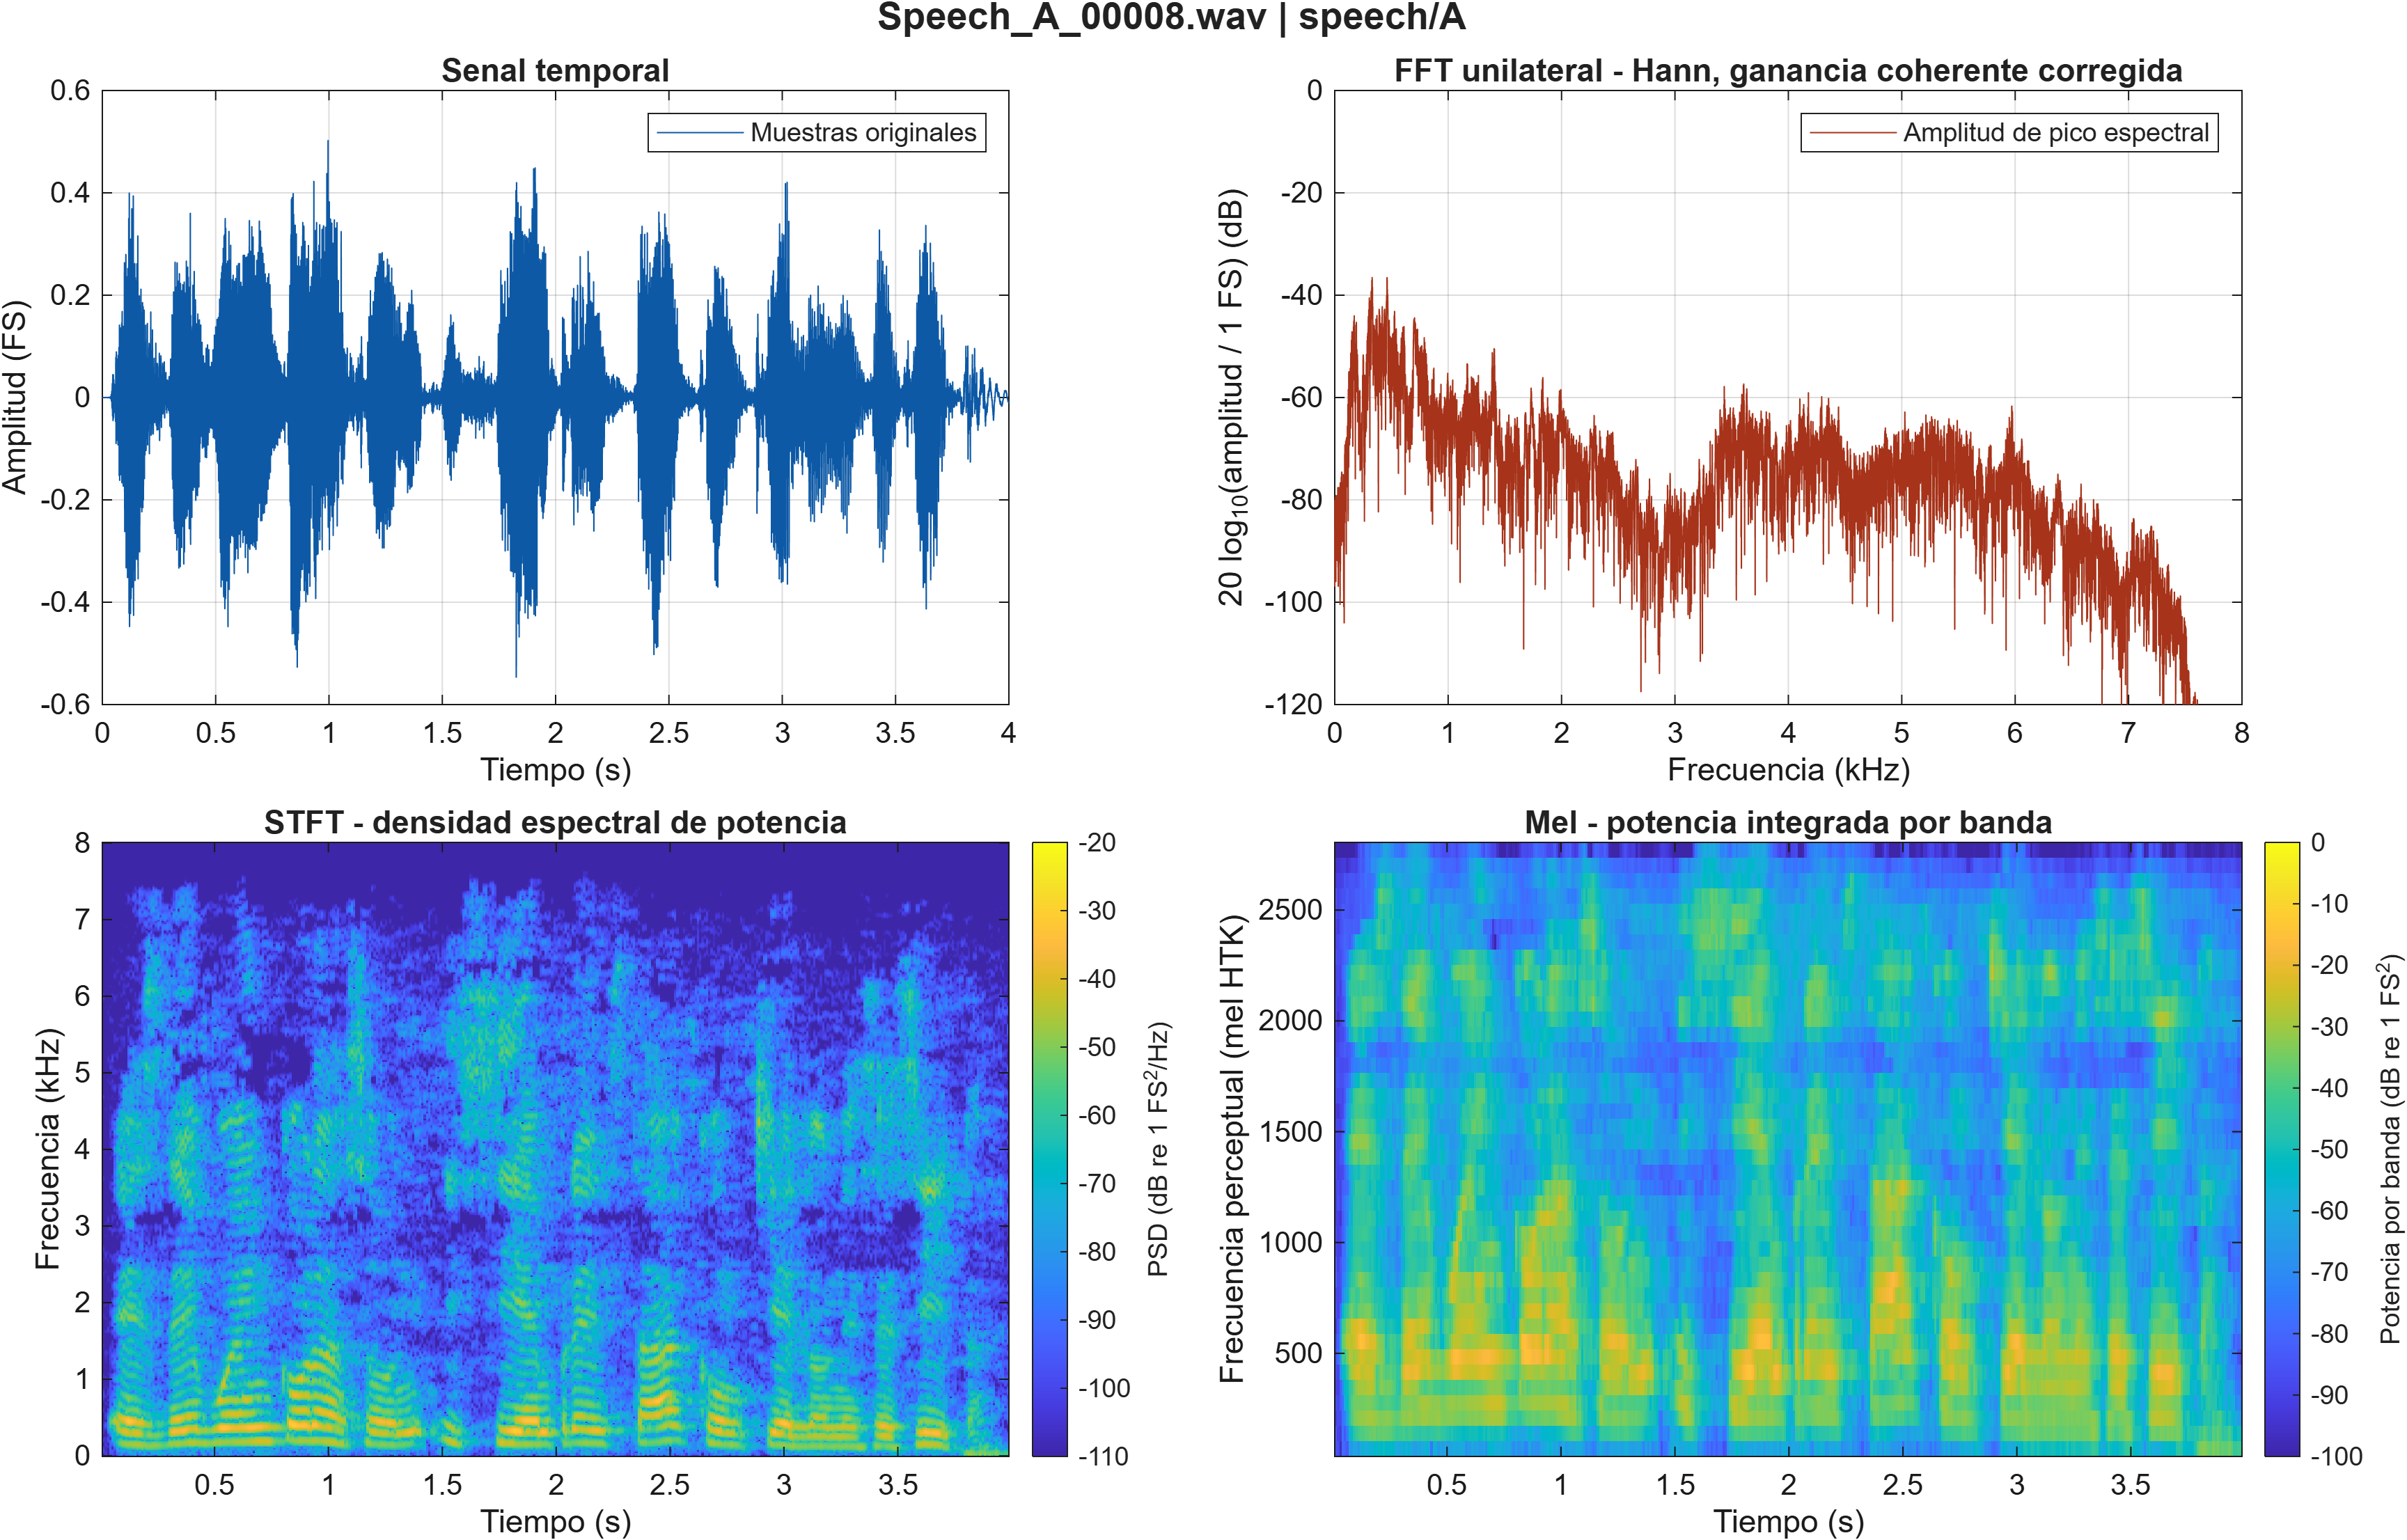 Speech_A_00008.wav | speech/A
Senal temporal
Muestras originales
0.6
0.4
0.2
0
-0.2
-0.4
-0.6
Amplitud (FS)
0 0.5 1 1.5 2 2.5 3 3.5 4
Tiempo (s)
FFT unilateral - Hann, ganancia coherente corregida
Amplitud de pico espectral
0
-20
-40
-60
-80
-100
-120
20 log10(amplitud / 1 FS) (dB)
0 1 2 3 4 5 6 7 8
Frecuencia (kHz)
STFT - densidad espectral de potencia
8
7
6
5
4
3
2
1
0
Frecuencia (kHz)
0.5 1 1.5 2 2.5 3 3.5
Tiempo (s)
-20
-30
-40
-50
-60
-70
-80
-90
-100
-110
PSD (dB re 1 FS²/Hz)
Mel - potencia integrada por banda
2500
2000
1500
1000
500
Frecuencia perceptual (mel HTK)
0.5 1 1.5 2 2.5 3 3.5
Tiempo (s)
0
-10
-20
-30
-40
-50
-60
-70
-80
-90
-100
Potencia por banda (dB re 1 FS²)